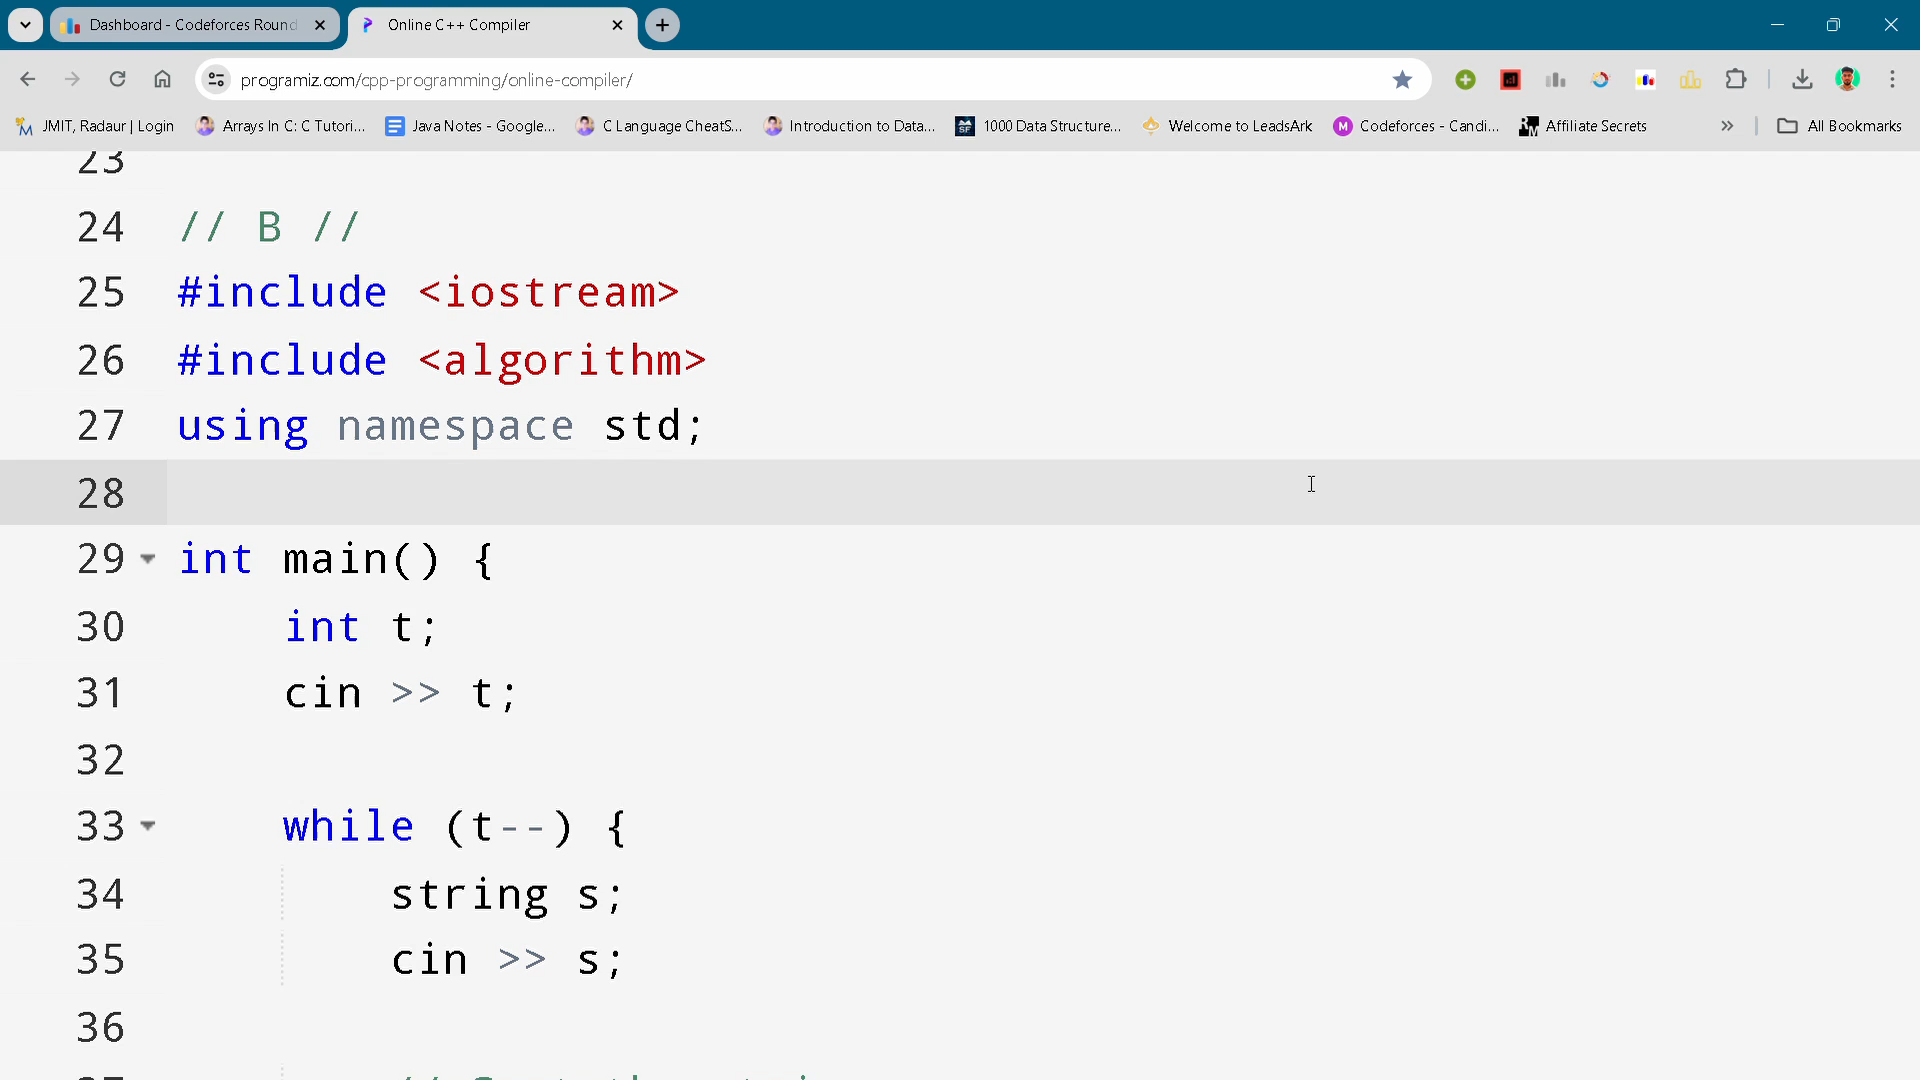 Dashboard - Codeforces Round
Online C++ Compiler
programiz.com/cpp-programming/online-compiler/
JMIT, Radaur | Login
Arrays In C: C Tutori...
Java Notes - Google...
C Language CheatS...
Introduction to Data...
1000 Data Structure...
Welcome to LeadsArk
Codeforces - Candi...
Affiliate Secrets
All Bookmarks
23
24 // B //
25 #include <iostream>
26 #include <algorithm>
27 using namespace std;
28
29 int main() {
30 int t;
31 cin >> t;
32
33 while (t--) {
34 string s;
35 cin >> s;
36